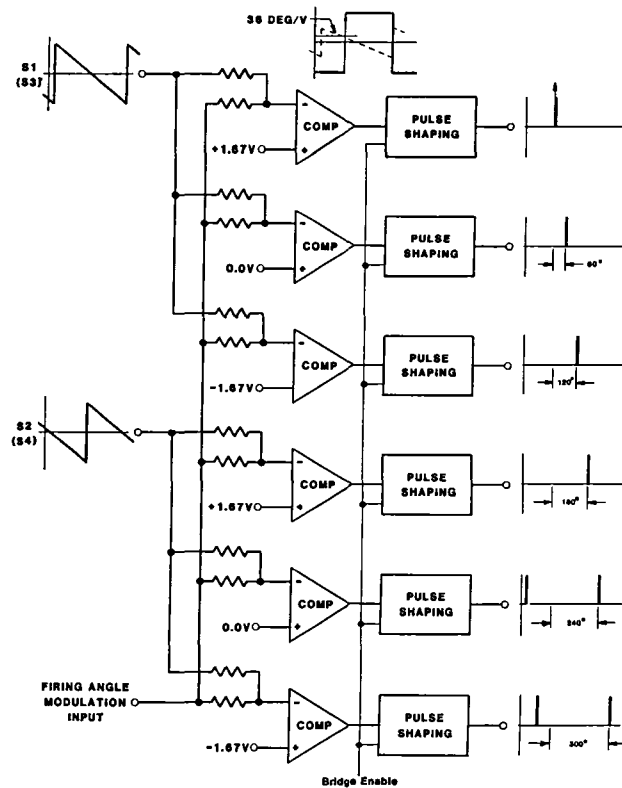 36 DEG/V
S1
(S3)
COMP
+1.67V
PULSE
SHAPING
COMP
0.0V
PULSE
SHAPING
60°
COMP
-1.67V
PULSE
SHAPING
120°
S2
(S4)
COMP
+1.67V
PULSE
SHAPING
180°
COMP
0.0V
PULSE
SHAPING
240°
FIRING ANGLE
MODULATION
INPUT
COMP
-1.67V
PULSE
SHAPING
300°
Bridge Enable